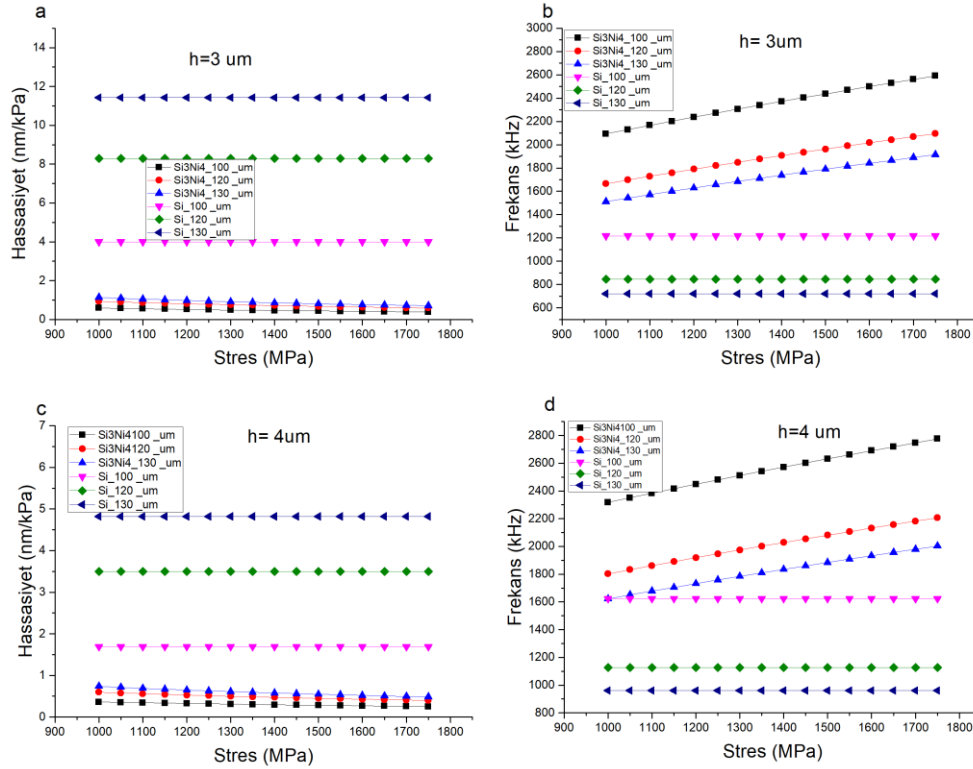 a
h=3 um
Hassasiyet (nm/kPa)
14
12
10
8
6
4
2
0
Si3Ni4_100 _um
Si3Ni4_120 _um
Si3Ni4_130 _um
Si_100 _um
Si_120 _um
Si_130 _um
900 1000 1100 1200 1300 1400 1500 1600 1700 1800
Stres (MPa)
b
h= 3um
Frekans (kHz)
3000
2800
2600
2400
2200
2000
1800
1600
1400
1200
1000
800
600
Si3Ni4_100 _um
Si3Ni4_120 _um
Si3Ni4_130 _um
Si_100 _um
Si_120 _um
Si_130 _um
900 1000 1100 1200 1300 1400 1500 1600 1700 1800
Stres (MPa)
c
h= 4um
Hassasiyet (nm/kPa)
7
6
5
4
3
2
1
0
Si3Ni4100 _um
Si3Ni4120 _um
Si3Ni4_130 _um
Si_100 _um
Si_120 _um
Si_130 _um
900 1000 1100 1200 1300 1400 1500 1600 1700 1800
Stres (MPa)
d
h=4 um
Frekans (kHz)
2800
2600
2400
2200
2000
1800
1600
1400
1200
1000
800
Si3Ni4100 _um
Si3Ni4_120 _um
Si3Ni4_130 _um
Si_100 _um
Si_120 _um
Si_130 _um
900 1000 1100 1200 1300 1400 1500 1600 1700 1800
Stres (MPa)